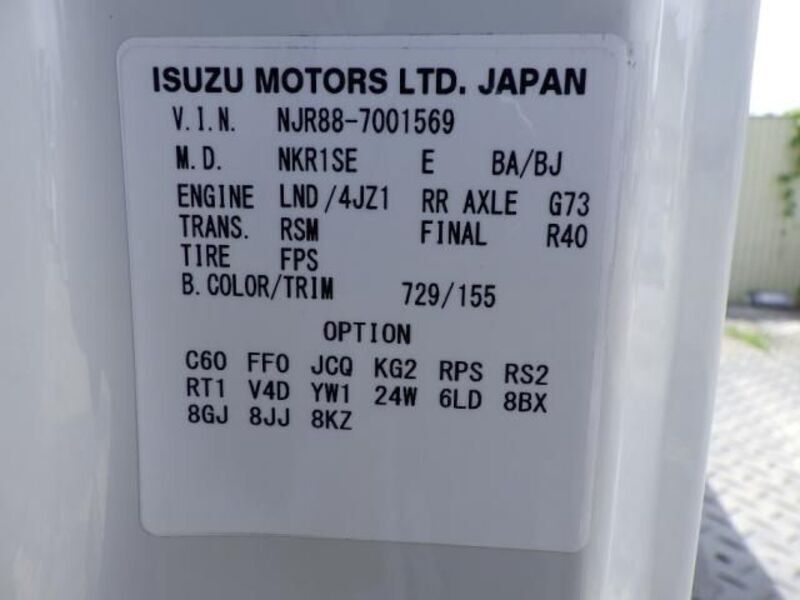 ISUZU MOTORS LTD. JAPAN
V.I.N. NJR88-7001569
M.D. NKR1SE E BA/BJ
ENGINE LND/4JZ1 RR AXLE G73
TRANS. RSM FINAL R40
TIRE FPS
B.COLOR/TRIM 729/155
OPTION
C60 FF0 JCQ KG2 RPS RS2
RT1 V4D YW1 24W 6LD 8BX
8GJ 8JJ 8KZ